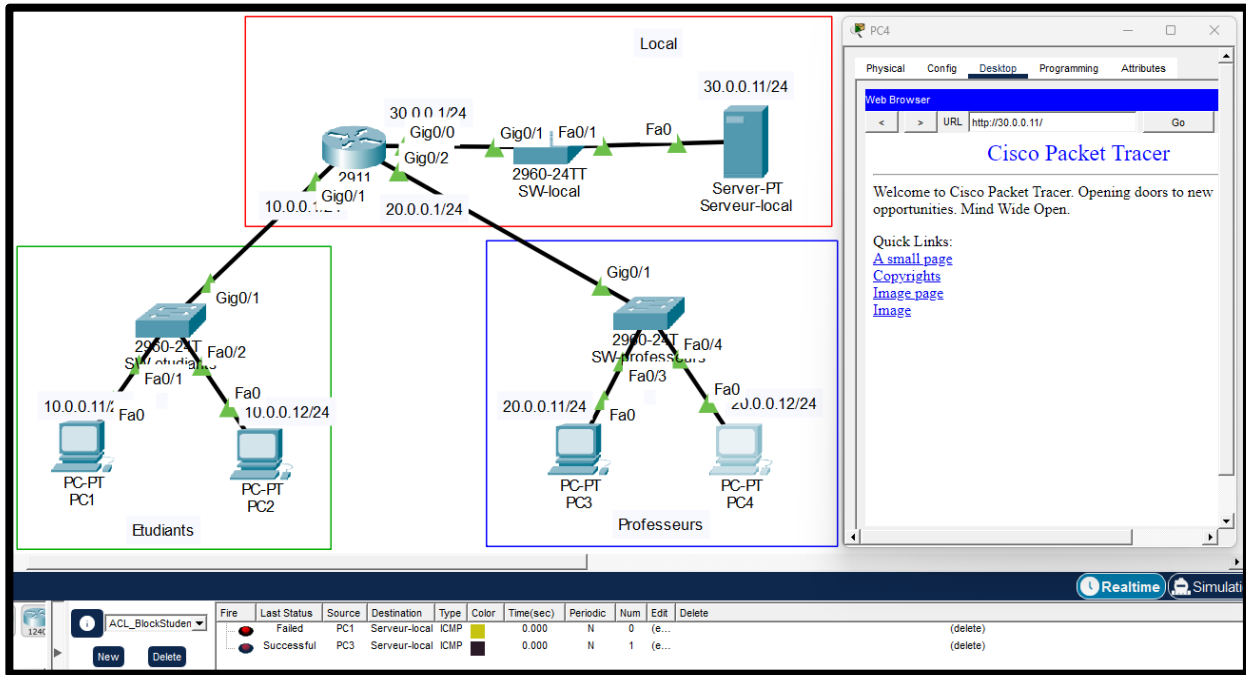 Local
30.0.0.11/24
30.0.0.1/24
Gig0/0
Gig0/1
Fa0/1
Fa0
Gig0/2
2911
2960-24TT
SW-local
Server-PT
Serveur-local
Gig0/1
20.0.0.1/24
Gig0/1
2960-24T
Fa0/2
Fa0/1
10.0.0.11/
Fa0
Fa0
10.0.0.12/24
PC-PT
PC1
PC-PT
PC2
Etudiants
Gig0/1
SW-professeurs
Fa0/4
Fa0/3
20.0.0.11/24
Fa0
Fa0
20.0.0.12/24
PC-PT
PC3
PC-PT
PC4
Professeurs
PC4
Physical Config Desktop Programming Attributes
Web Browser
< > URL http://30.0.0.11/ Go
Cisco Packet Tracer
Welcome to Cisco Packet Tracer. Opening doors to new
opportunities. Mind Wide Open.
Quick Links:
A small page
Copyrights
Image page
Image
Realtime Simulati
1240
ACL_BlockStuden
New Delete
Fire Last Status Source Destination Type Color Time(sec) Periodic Num Edit Delete
Failed PC1 Serveur-local ICMP 0.000 N 0 (e... (delete)
Successful PC3 Serveur-local ICMP 0.000 N 1 (e... (delete)